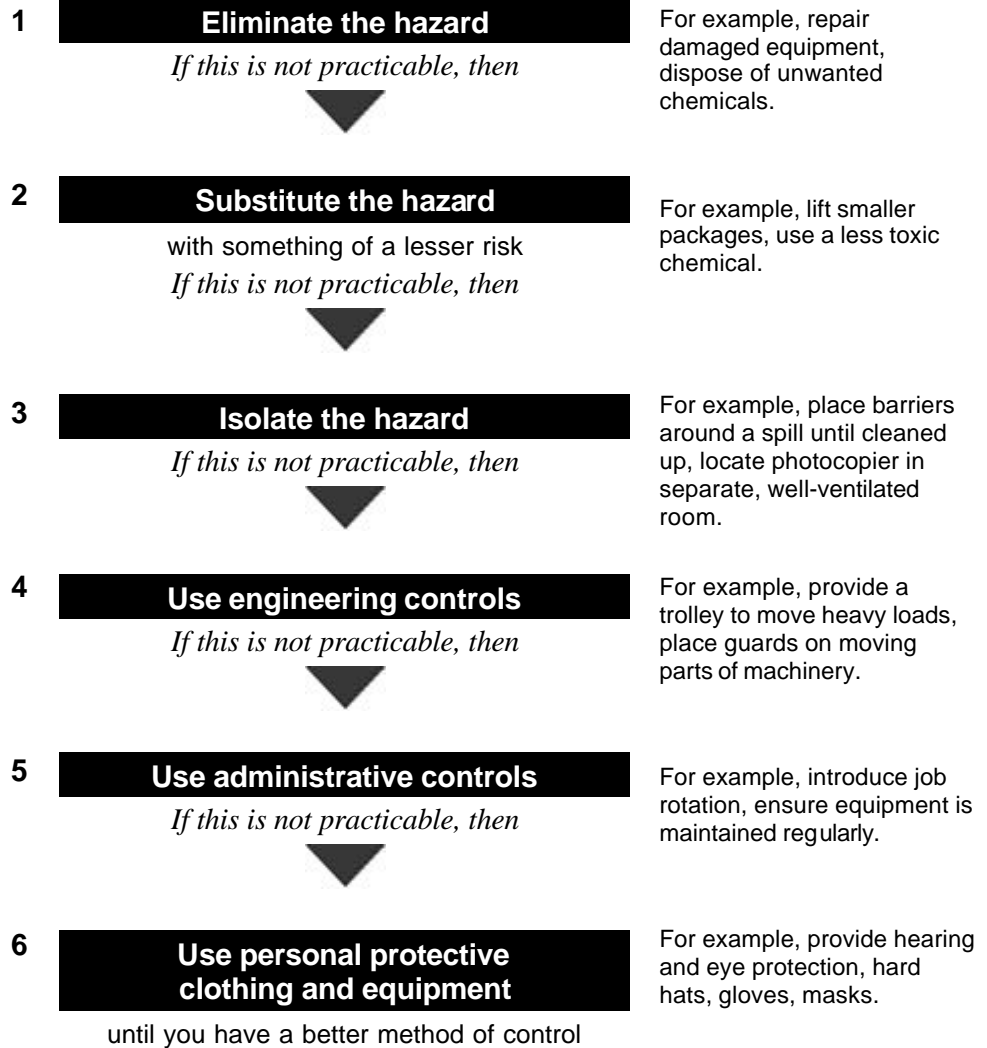 1
Eliminate the hazard
If this is not practicable, then
For example, repair
damaged equipment,
dispose of unwanted
chemicals.
2
Substitute the hazard
with something of a lesser risk
If this is not practicable, then
For example, lift smaller
packages, use a less toxic
chemical.
3
Isolate the hazard
If this is not practicable, then
For example, place barriers
around a spill until cleaned
up, locate photocopier in
separate, well-ventilated
room.
4
Use engineering controls
If this is not practicable, then
For example, provide a
trolley to move heavy loads,
place guards on moving
parts of machinery.
5
Use administrative controls
If this is not practicable, then
For example, introduce job
rotation, ensure equipment is
maintained regularly.
6
Use personal protective
clothing and equipment
until you have a better method of control
For example, provide hearing
and eye protection, hard
hats, gloves, masks.